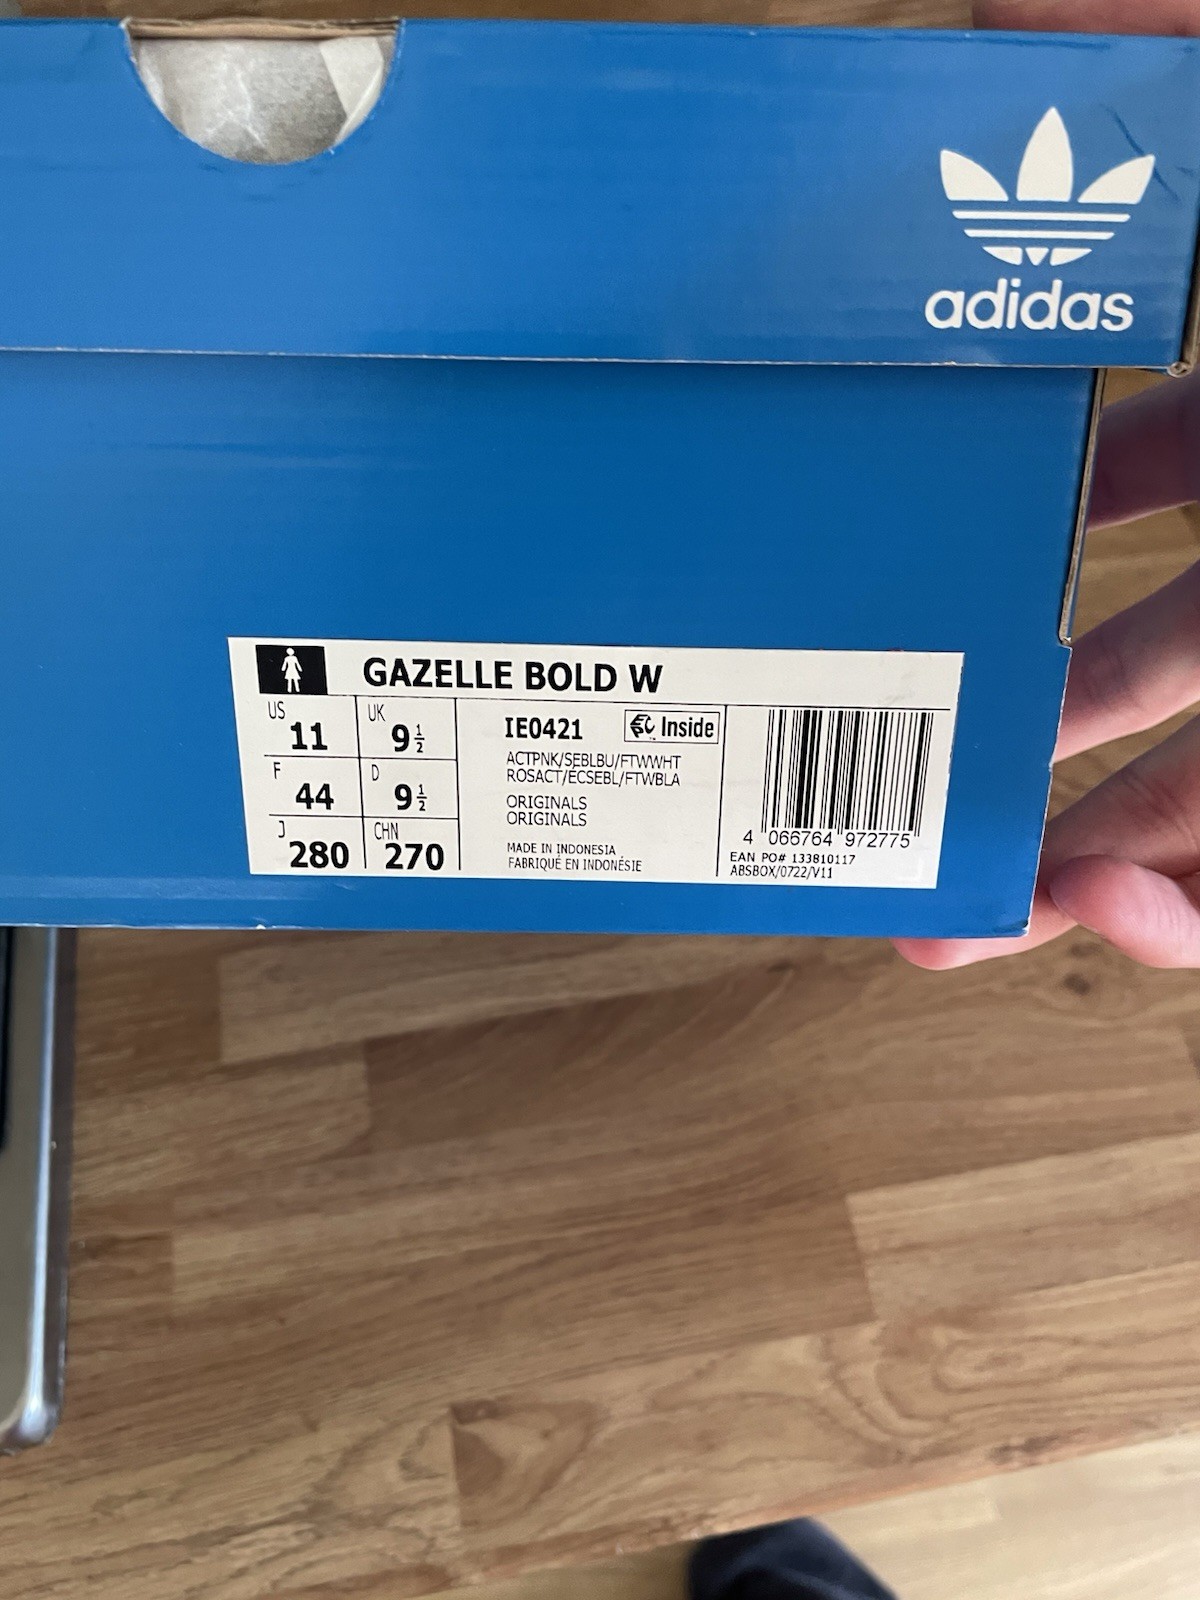 adidas
GAZELLE BOLD W
US 11
UK 9 1/2
F 44
D 9 1/2
J 280
CHN 270
IE0421
Inside
ACTPNK/SEBLBU/FTWWHT
ROSACT/ECSEBL/FTWBLA
ORIGINALS
ORIGINALS
MADE IN INDONESIA
FABRIQUÉ EN INDONÉSIE
4 066764 972775
EAN PO# 133810117
ABSBOX/0722/V11